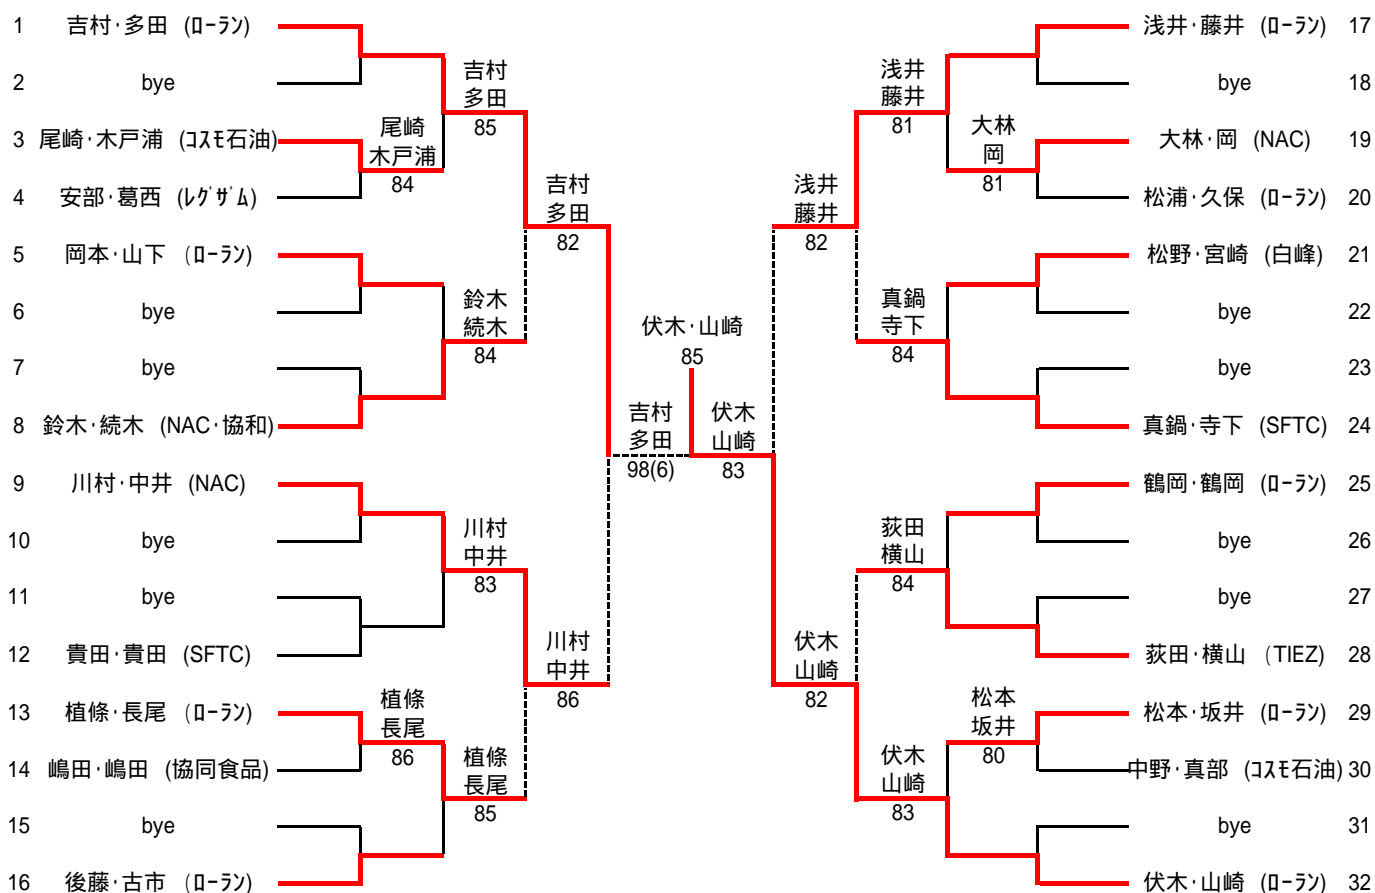 1 吉村・多田 (ﾛｰﾗﾝ)
2 bye
3 尾崎・木戸浦 (ｺｽﾓ石油)
4 安部・葛西 (ﾚｸﾞｻﾞﾑ)
5 岡本・山下 (ﾛｰﾗﾝ)
6 bye
7 bye
8 鈴木・続木 (NAC・協和)
9 川村・中井 (NAC)
10 bye
11 bye
12 貴田・貴田 (SFTC)
13 植條・長尾 (ﾛｰﾗﾝ)
14 嶋田・嶋田 (協同食品)
15 bye
16 後藤・古市 (ﾛｰﾗﾝ)
尾崎
木戸浦
84
植條
長尾
86
吉村
多田
85
鈴木
続木
84
川村
中井
83
植條
長尾
85
吉村
多田
82
川村
中井
86
吉村
多田
98(6)
伏木・山崎
85
伏木
山崎
83
浅井
藤井
82
伏木
山崎
82
浅井
藤井
81
真鍋
寺下
84
荻田
横山
84
伏木
山崎
83
大林
岡
81
松本
坂井
80
浅井・藤井 (ﾛｰﾗﾝ) 17
bye 18
大林・岡 (NAC) 19
松浦・久保 (ﾛｰﾗﾝ) 20
松野・宮崎 (白峰) 21
bye 22
bye 23
真鍋・寺下 (SFTC) 24
鶴岡・鶴岡 (ﾛｰﾗﾝ) 25
bye 26
bye 27
荻田・横山 (TIEZ) 28
松本・坂井 (ﾛｰﾗﾝ) 29
中野・真部 (ｺｽﾓ石油) 30
bye 31
伏木・山崎 (ﾛｰﾗﾝ) 32